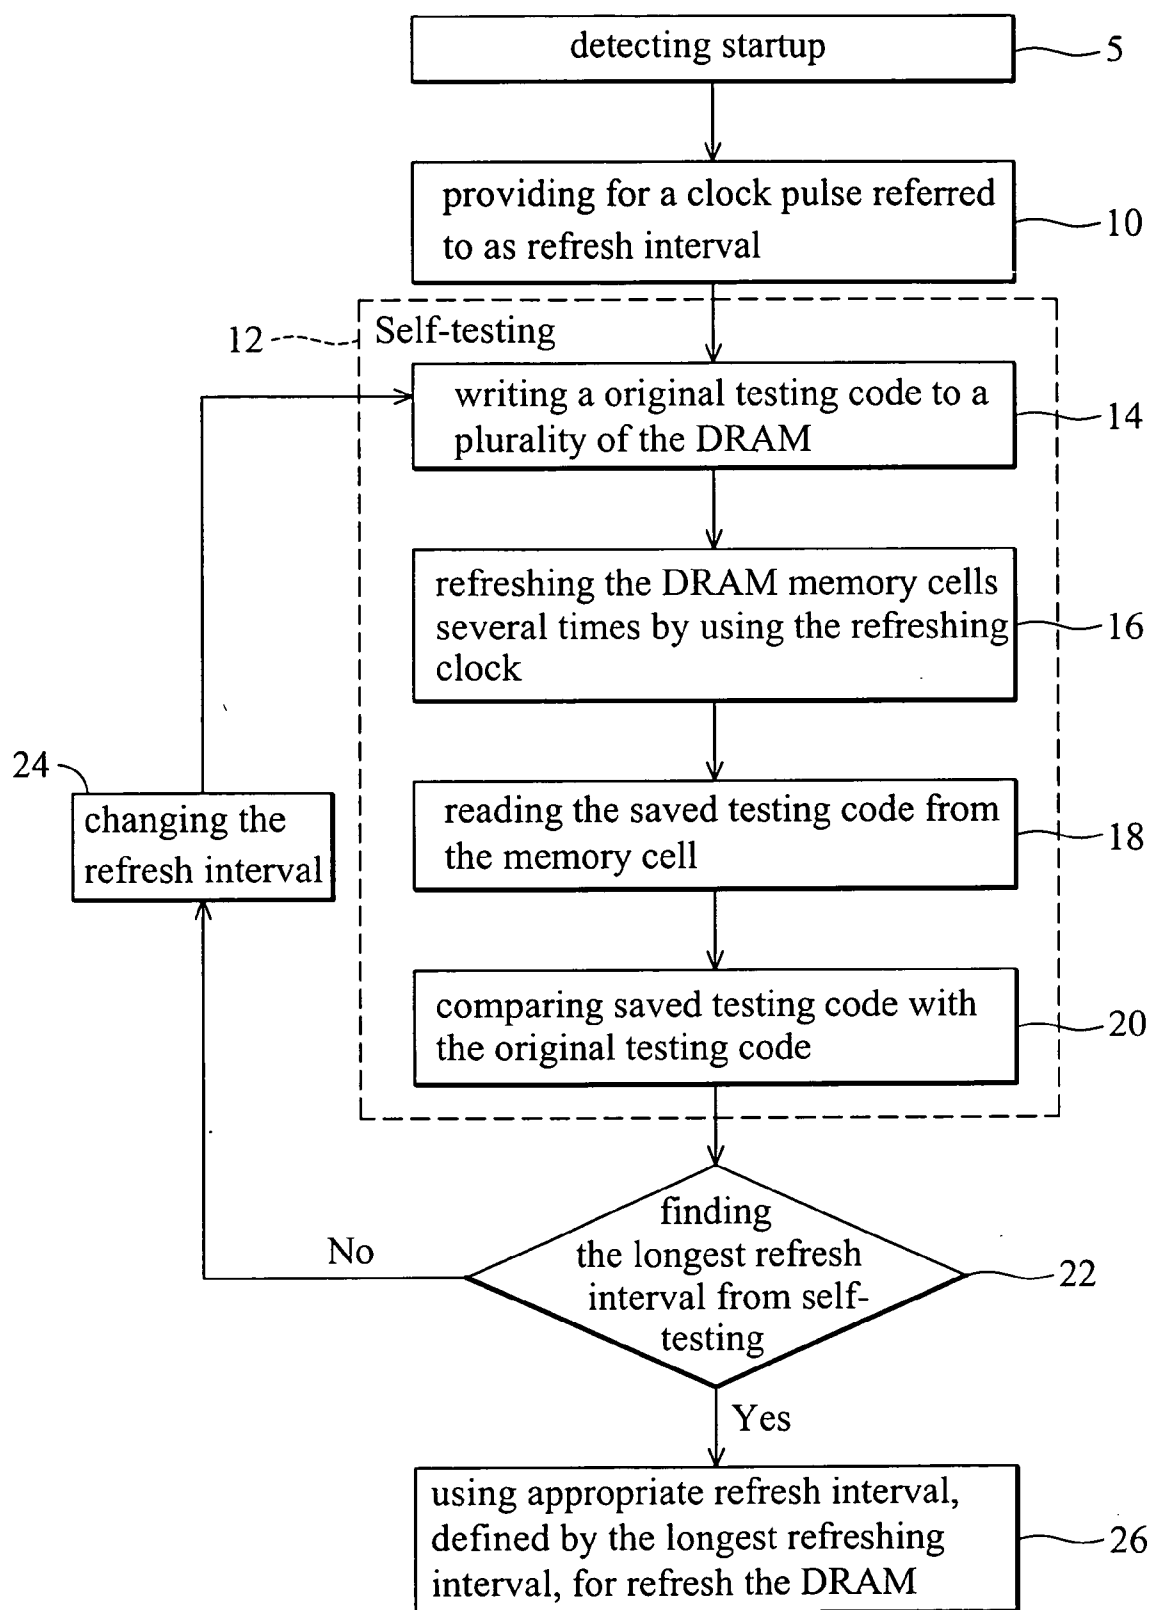 detecting startup
5
providing for a clock pulse referred
to as refresh interval
10
12
Self-testing
writing a original testing code to a
plurality of the DRAM
14
refreshing the DRAM memory cells
several times by using the refreshing
clock
16
24
changing the
refresh interval
reading the saved testing code from
the memory cell
18
comparing saved testing code with
the original testing code
20
No
finding
the longest refresh
interval from self-
testing
22
Yes
using appropriate refresh interval,
defined by the longest refreshing
interval, for refresh the DRAM
26